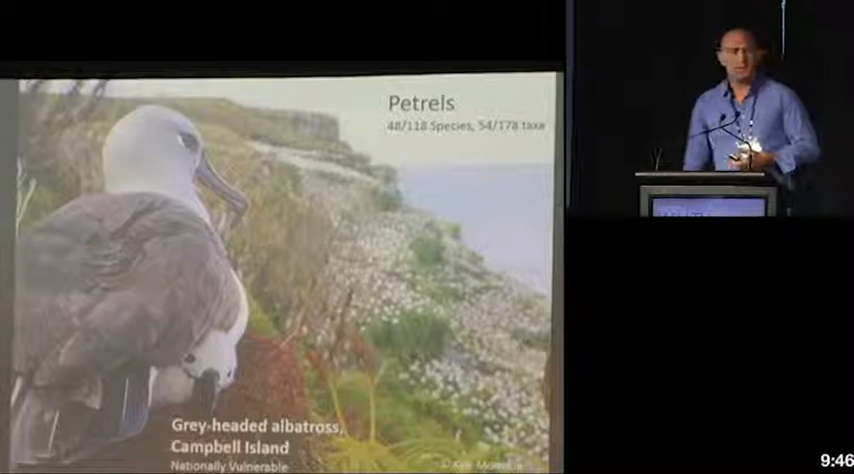 Petrels
48/118 Species, 54/178 taxa
Grey-headed albatross,
Campbell Island
Nationally Vulnerable
9:46